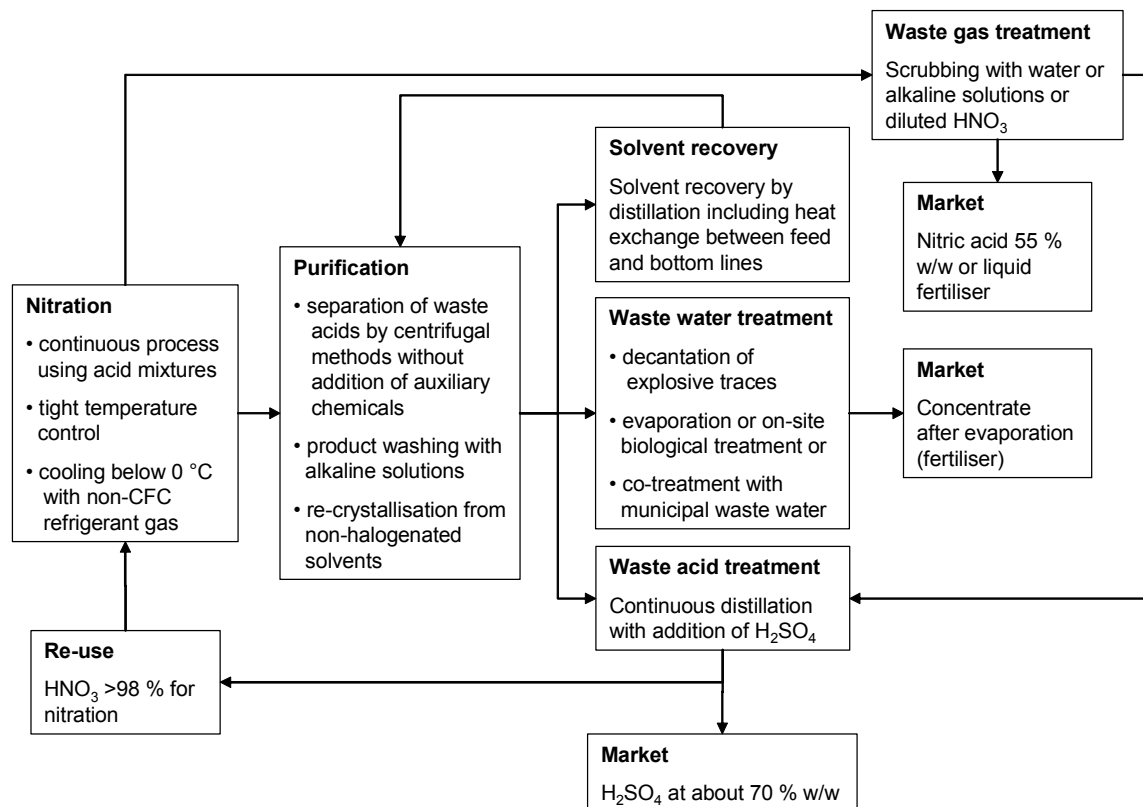 Waste gas treatment
Scrubbing with water or
alkaline solutions or
diluted HNO₃
Solvent recovery
Solvent recovery by
distillation including heat
exchange between feed
and bottom lines
Market
Nitric acid 55 %
w/w or liquid
fertiliser
Purification
• separation of waste
acids by centrifugal
methods without
addition of auxiliary
chemicals
• product washing with
alkaline solutions
• re-crystallisation from
non-halogenated
solvents
Nitration
• continuous process
using acid mixtures
• tight temperature
control
• cooling below 0 °C
with non-CFC
refrigerant gas
Waste water treatment
• decantation of
explosive traces
• evaporation or on-site
biological treatment or
• co-treatment with
municipal waste water
Market
Concentrate
after evaporation
(fertiliser)
Waste acid treatment
Continuous distillation
with addition of H₂SO₄
Re-use
HNO₃ >98 % for
nitration
Market
H₂SO₄ at about 70 % w/w